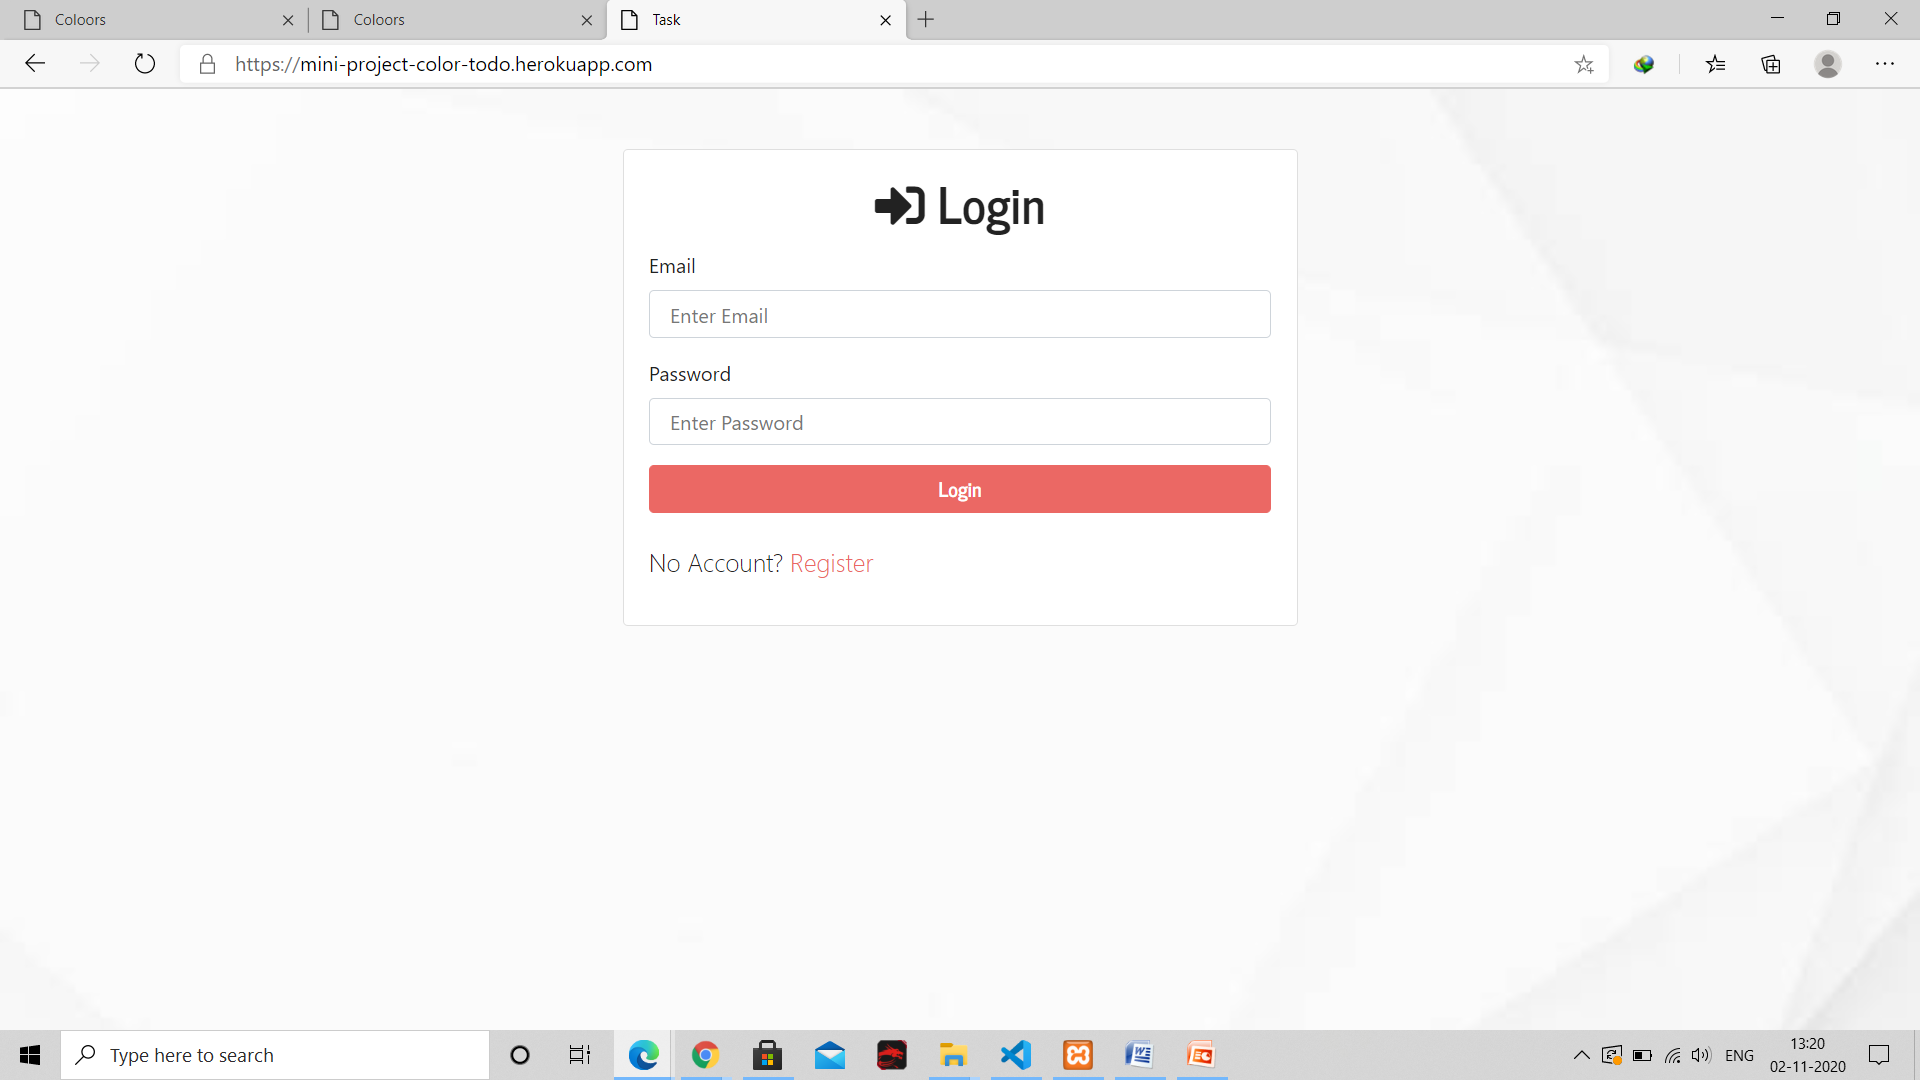 Coloors
Coloors
Task
https://mini-project-color-todo.herokuapp.com
Login
Email
Enter Email
Password
Enter Password
Login
No Account? Register
Type here to search
ENG
13:20
02-11-2020